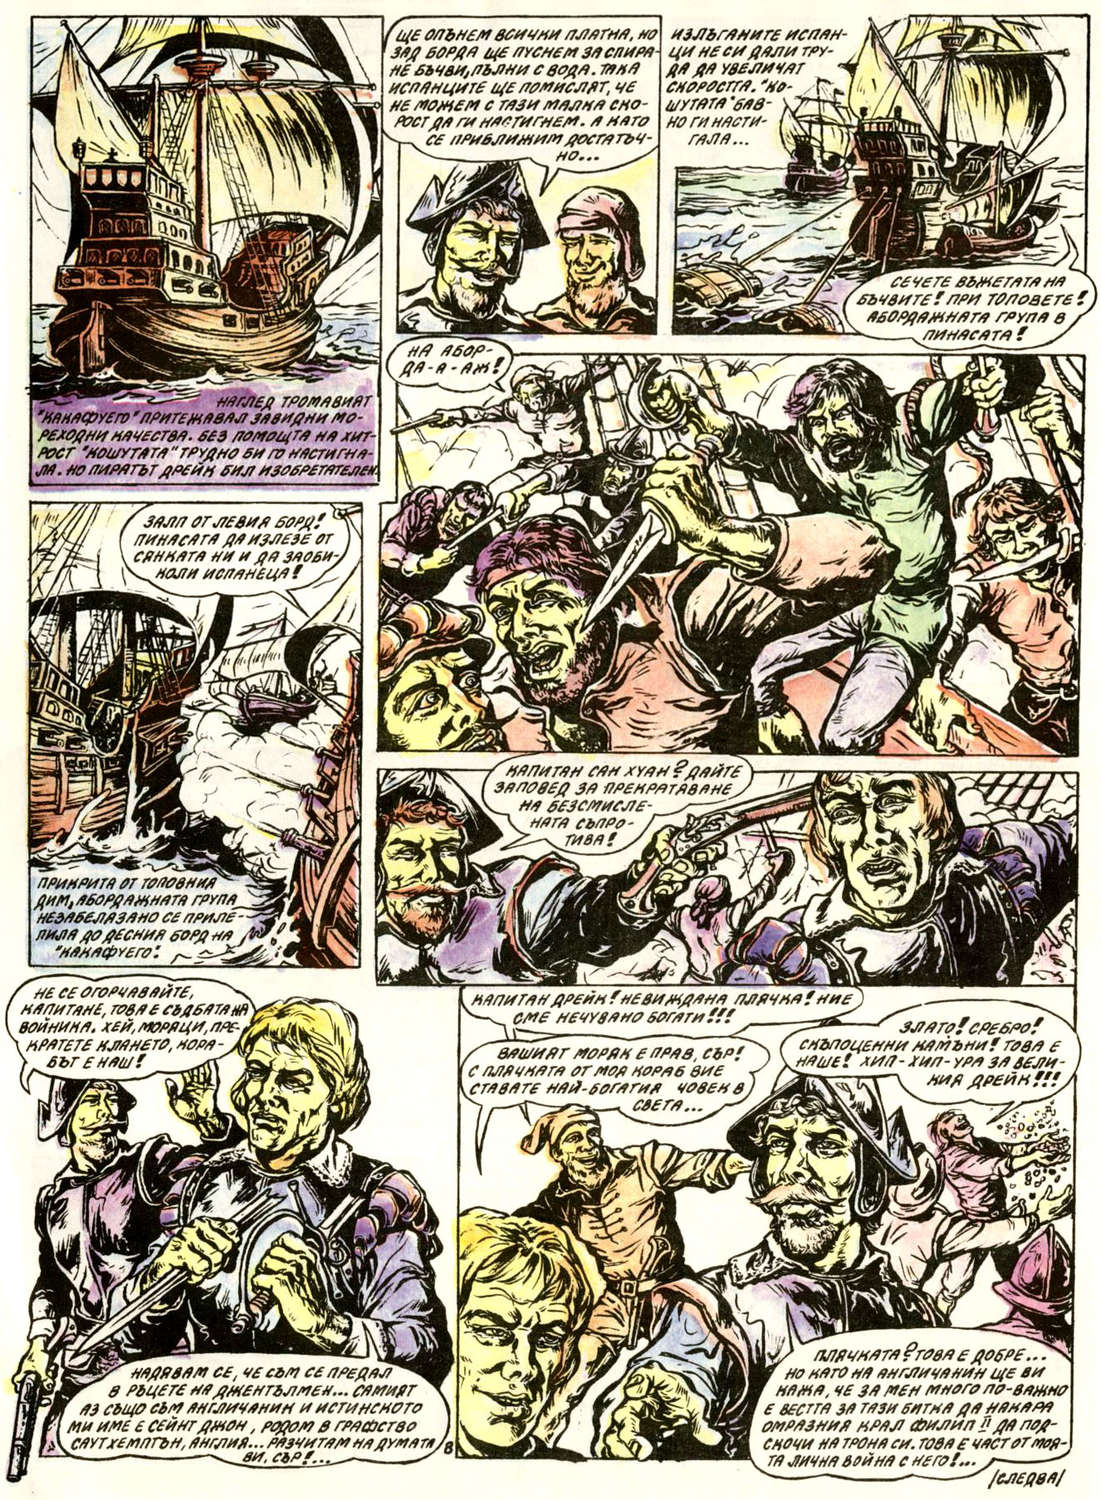 НАГЛЕД ТРОМАВИЯТ
"КАКАФУЕГО" ПРИТЕЖАВАЛ ЗАВИДНИ МО-
РЕХОДНИ КАЧЕСТВА. БЕЗ ПОМОЩТА НА ХИТ-
РОСТ "КОШУТАТА" ТРУДНО БИ ГО НАСТИГНА-
ЛА. НО ПИРАТЪТ ДРЕЙК БИЛ ИЗОБРЕТАТЕЛЕН.
ЩЕ ОПЪНЕМ ВСИЧКИ ПЛАТНА, НО
ЗАД БОРДА ЩЕ ПУСНЕМ ЗА СПИРА-
НЕ БЪЧВИ, ПЪЛНИ С ВОДА. ТАКА
ИСПАНЦИТЕ ЩЕ ПОМИСЛЯТ, ЧЕ
НЕ МОЖЕМ С ТАЗИ МАЛКА СКО-
РОСТ ДА ГИ НАСТИГНЕМ. А КАТО
СЕ ПРИБЛИЖИМ ДОСТАТЪЧ-
НО...
ИЗЛЪГАНИТЕ ИСПАН-
ЦИ НЕ СИ ДАЛИ ТРУ-
ДА ДА УВЕЛИЧАТ
СКОРОСТТА. "КО-
ШУТАТА" БАВ-
НО ГИ НАСТИ-
ГАЛА...
СЕЧЕТЕ ВЪЖЕТАТА НА
БЪЧВИТЕ! ПРИ ТОПОВЕТЕ!
АБОРДАЖНАТА ГРУПА В
ПИНАСАТА!
ЗАЛП ОТ ЛЕВИЯ БОРД!
ПИНАСАТА ДА ИЗЛЕЗЕ ОТ
СЯНКАТА НИ И ДА ЗАОБИ-
КОЛИ ИСПАНЕЦА!
ПРИКРИТА ОТ ТОПОВНИЯ
ДИМ, АБОРДАЖНАТА ГРУПА
НЕЗАБЕЛАЗАНО СЕ ПРИЛЕ-
ПИЛА ДО ДЕСНИЯ БОРД НА
"КАКАФУЕГО".
НА АБОР-
ДА-А-АЖ!
КАПИТАН САН ХУАН? ДАЙТЕ
ЗАПОВЕД ЗА ПРЕКРАТЯВАНЕ
НА БЕЗСМИСЛЕ-
НАТА СЪПРО-
ТИВА!
НЕ СЕ ОГОРЧАВАЙТЕ,
КАПИТАНЕ, ТОВА Е СЪДБАТА НА
ВОЙНИКА. ХЕЙ, МОРЯЦИ, ПРЕ-
КРАТЕТЕ КЛАНЕТО, КОРА-
БЪТ Е НАШ!
НАДЯВАМ СЕ, ЧЕ СЪМ СЕ ПРЕДАЛ
В РЪЦЕТЕ НА ДЖЕНТЪЛМЕН... САМИЯТ
АЗ СЪЩО СЪМ АНГЛИЧАНИН И ИСТИНСКОТО
МИ ИМЕ Е СЕЙНТ ДЖОН, РОДОМ В ГРАФСТВО
САУТХЕМПТЪН, АНГЛИЯ... РАЗЧИТАМ НА ДУМАТА
ВИ, СЪР!...
8
КАПИТАН ДРЕЙК! НЕВИЖДАНА ПЛЯЧКА! НИЕ
СМЕ НЕЧУВАНО БОГАТИ!!!
ВАШИЯТ МОРЯК Е ПРАВ, СЪР!
С ПЛЯЧКАТА ОТ МОЯ КОРАБ ВИЕ
СТАВАТЕ НАЙ-БОГАТИЯ ЧОВЕК В
СВЕТА...
ЗЛАТО! СРЕБРО!
СКЪПОЦЕННИ КАМЪНИ! ТОВА Е
НАШЕ! ХИП-ХИП-УРА ЗА ВЕЛИ-
КИЯ ДРЕЙК!!!
ПЛЯЧКАТА? ТОВА Е ДОБРЕ...
НО КАТО НА АНГЛИЧАНИН ЩЕ ВИ
КАЖА, ЧЕ ЗА МЕН МНОГО ПО-ВАЖНО
Е ВЕСТТА ЗА ТАЗИ БИТКА ДА НАКАРА
ОМРАЗНИЯ КРАЛ ФИЛИП II ДА ПОД-
СКОЧИ НА ТРОНА СИ. ТОВА Е ЧАСТ ОТ МОЯ-
ТА ЛИЧНА ВОЙНА С НЕГО!...
/СЛЕДВА/